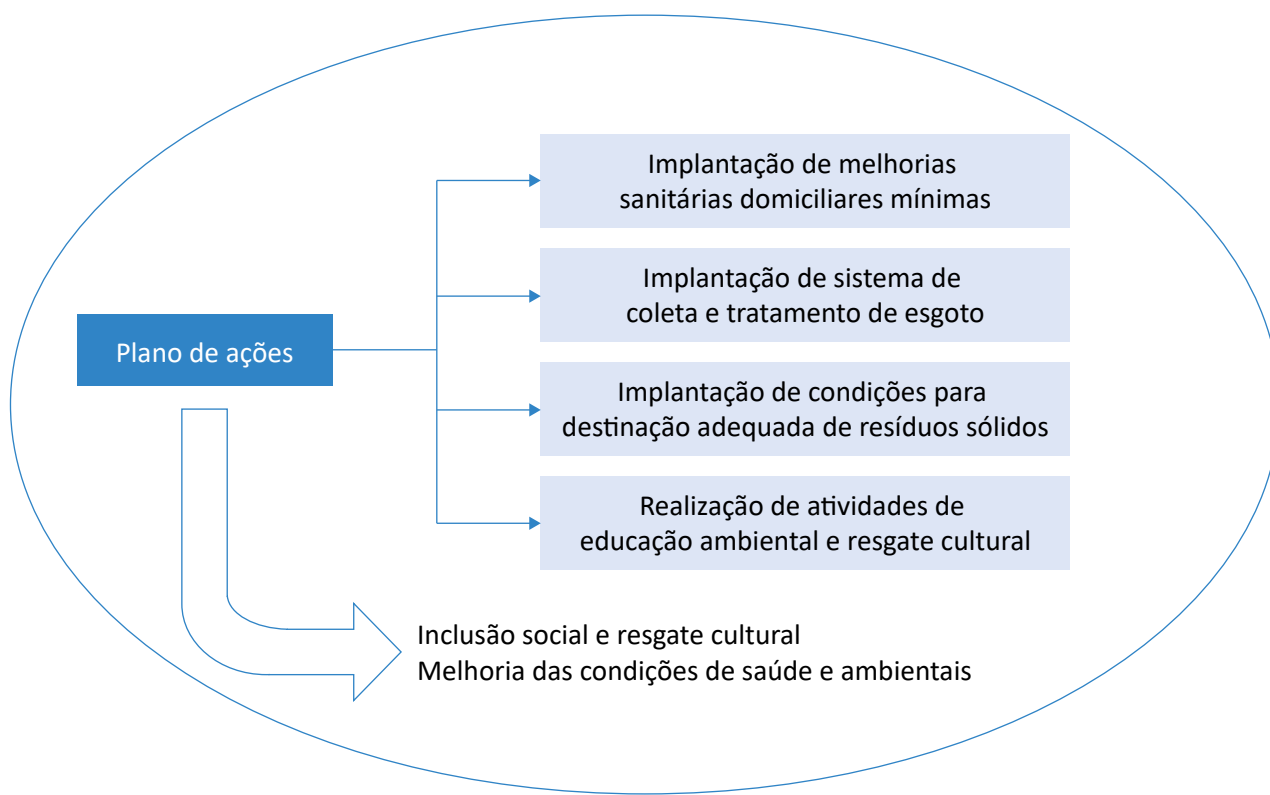 Implantação de melhorias
sanitárias domiciliares mínimas
Implantação de sistema de
coleta e tratamento de esgoto
Plano de ações
Implantação de condições para
destinação adequada de resíduos sólidos
Realização de atividades de
educação ambiental e resgate cultural
Inclusão social e resgate cultural
Melhoria das condições de saúde e ambientais